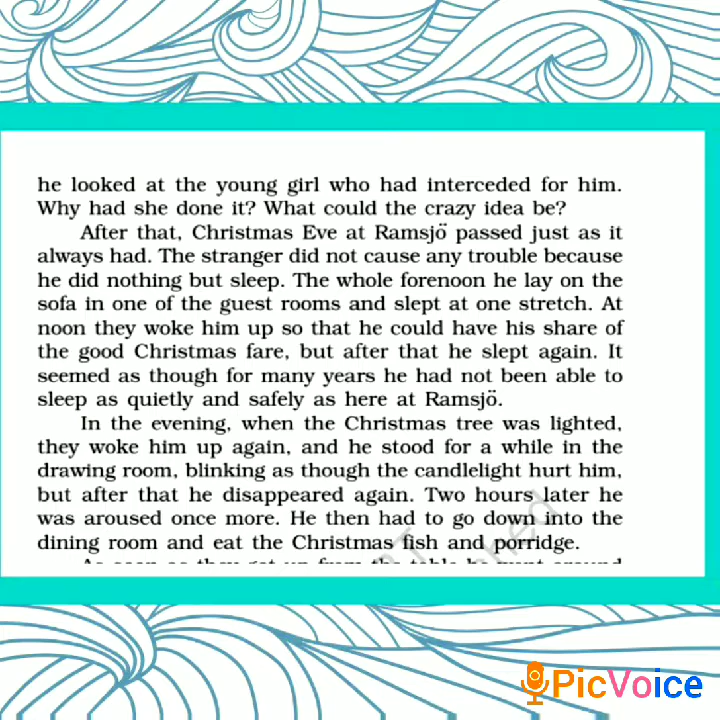 he looked at the young girl who had interceded for him.
Why had she done it? What could the crazy idea be?
After that, Christmas Eve at Ramsjö passed just as it
always had. The stranger did not cause any trouble because
he did nothing but sleep. The whole forenoon he lay on the
sofa in one of the guest rooms and slept at one stretch. At
noon they woke him up so that he could have his share of
the good Christmas fare, but after that he slept again. It
seemed as though for many years he had not been able to
sleep as quietly and safely as here at Ramsjö.
In the evening, when the Christmas tree was lighted,
they woke him up again, and he stood for a while in the
drawing room, blinking as though the candlelight hurt him,
but after that he disappeared again. Two hours later he
was aroused once more. He then had to go down into the
dining room and eat the Christmas fish and porridge.
PicVoice